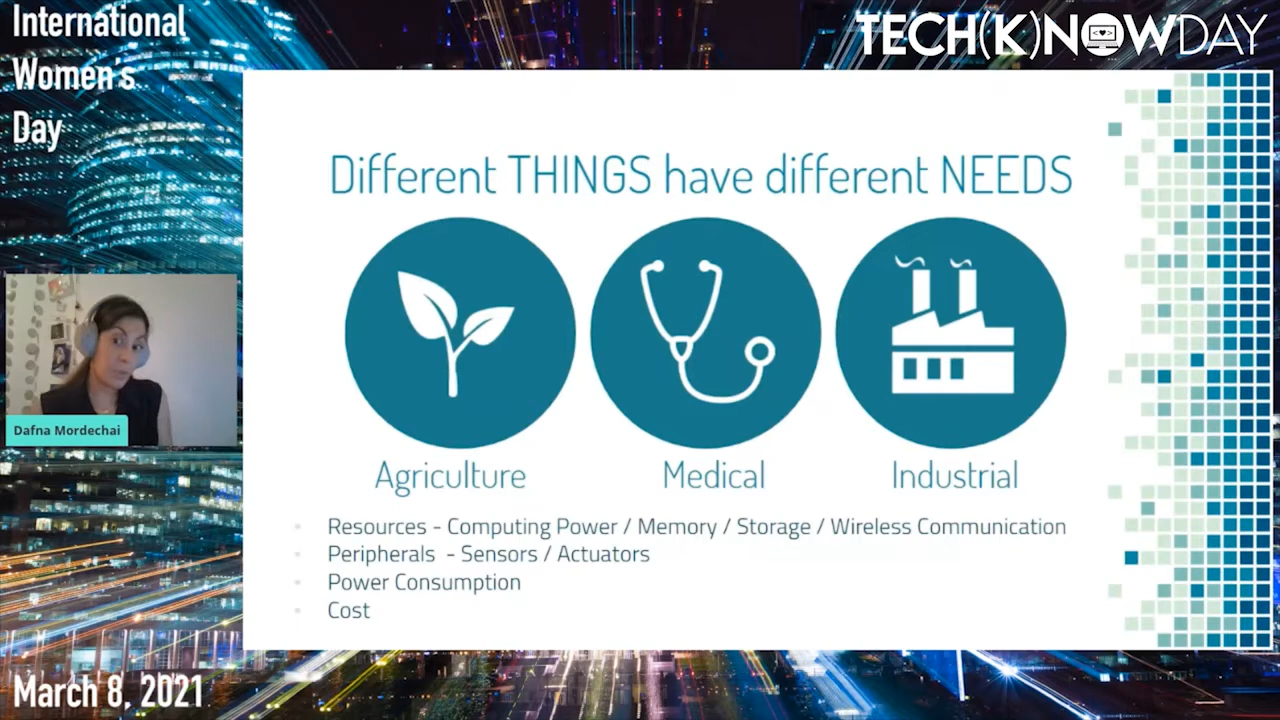 International
Women's
Day
TECH(K)NOWDAY
Different THINGS have different NEEDS
Agriculture
Medical
Industrial
Resources - Computing Power / Memory / Storage / Wireless Communication
Peripherals - Sensors / Actuators
Power Consumption
Cost
Dafna Mordechai
March 8, 2021